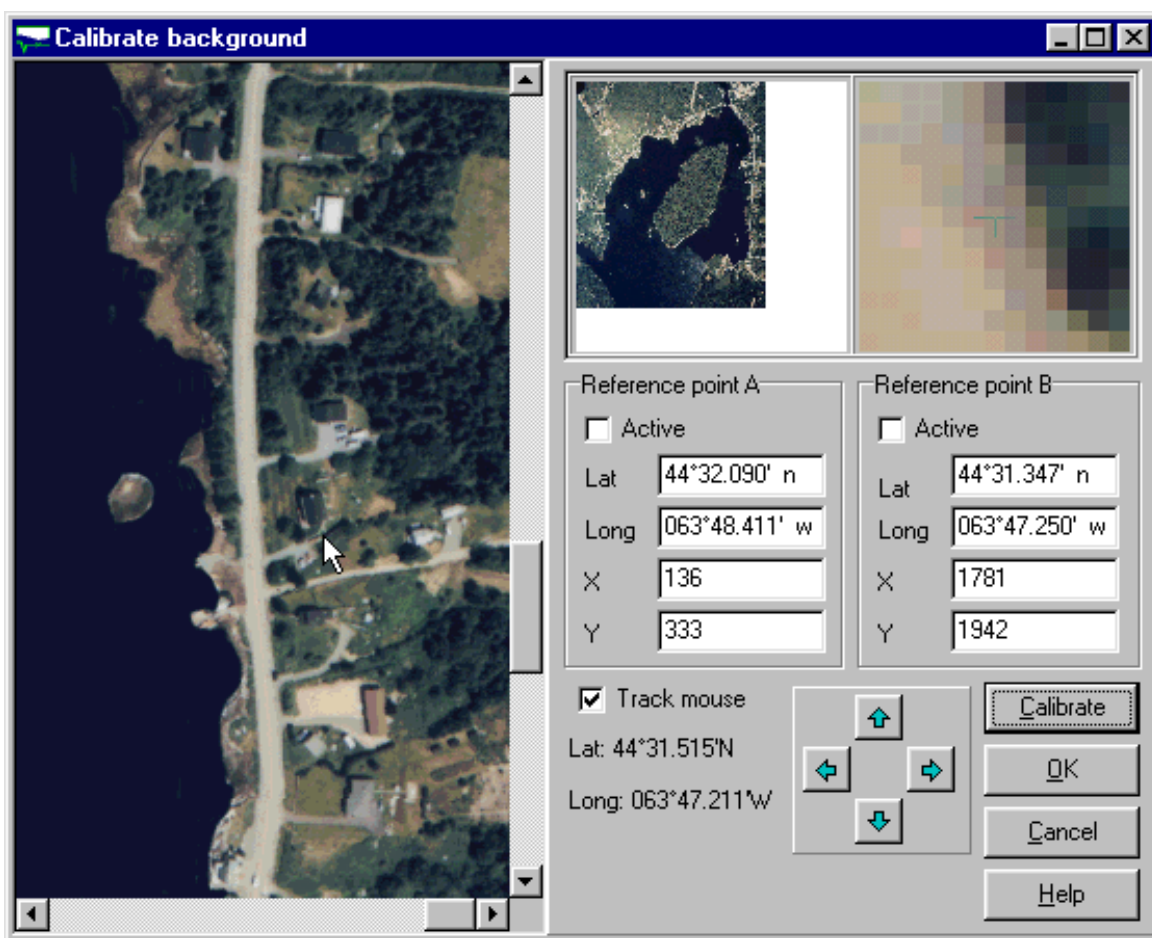 Calibrate background
Reference point A
Active
Lat 44°32.090' n
Long 063°48.411' w
X 136
Y 333
Reference point B
Active
Lat 44°31.347' n
Long 063°47.250' w
X 1781
Y 1942
Track mouse
Lat: 44°31.515'N
Long: 063°47.211'W
Calibrate
OK
Cancel
Help